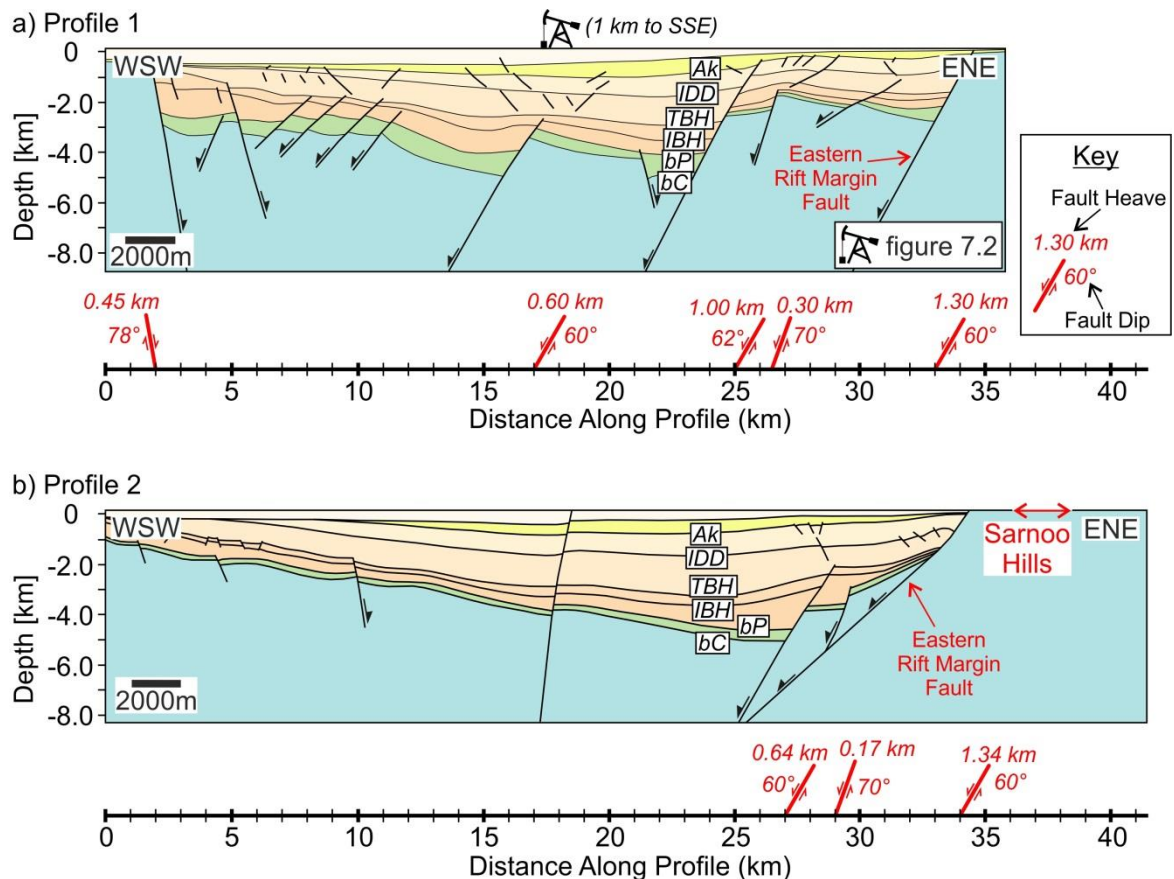 a) Profile 1
(1 km to SSE)
0
WSW
ENE
Ak
-2.0
IDD
TBH
IBH
-4.0
bP
bC
-6.0
-8.0
Depth [km]
2000m
Eastern
Rift Margin
Fault
figure 7.2
Key
Fault Heave
1.30 km
60°
Fault Dip
0.45 km
78°
0.60 km
60°
1.00 km
62°
0.30 km
70°
1.30 km
60°
0 5 10 15 20 25 30 35 40
Distance Along Profile (km)
b) Profile 2
0
WSW
ENE
Sarnoo
Hills
Ak
IDD
-2.0
TBH
IBH
-4.0
bP
bC
-6.0
-8.0
Depth [km]
2000m
Eastern
Rift Margin
Fault
0.64 km
60°
0.17 km
70°
1.34 km
60°
0 5 10 15 20 25 30 35 40
Distance Along Profile (km)